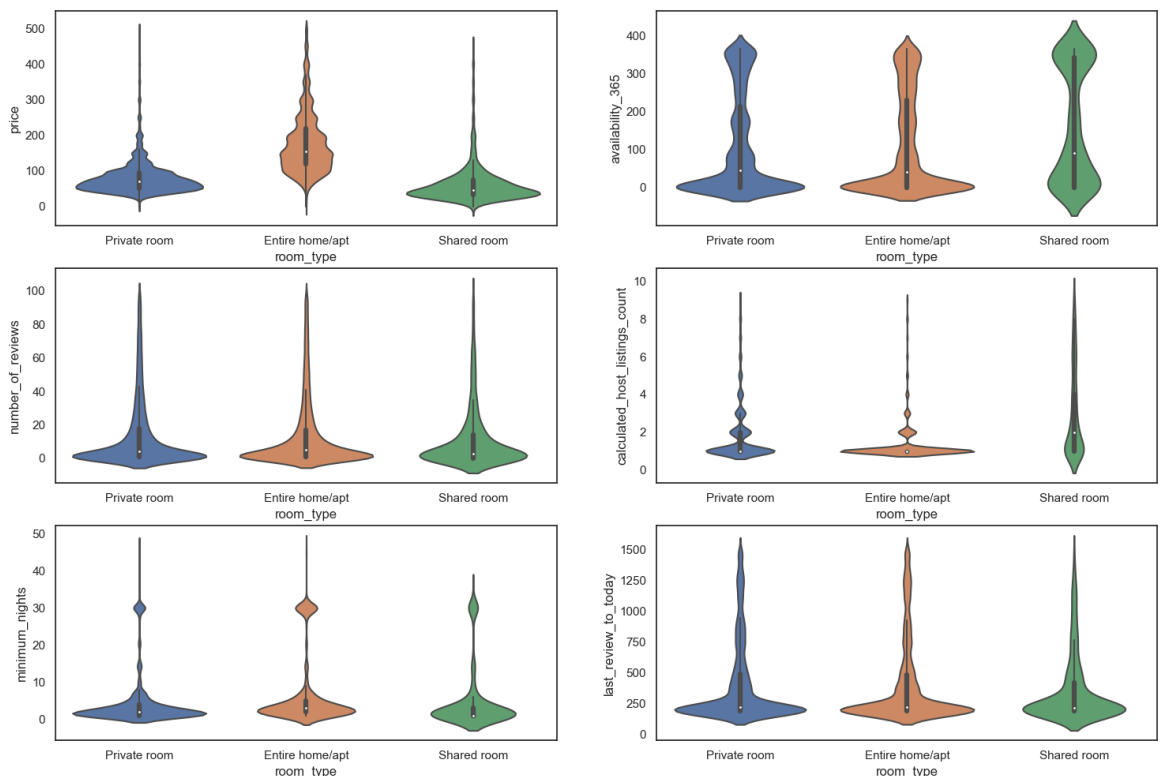 price
500
400
300
200
100
0
Private room Entire home/apt Shared room
room_type
availability_365
400
300
200
100
0
Private room Entire home/apt Shared room
room_type
number_of_reviews
100
80
60
40
20
0
Private room Entire home/apt Shared room
room_type
calculated_host_listings_count
10
8
6
4
2
0
Private room Entire home/apt Shared room
room_type
minimum_nights
50
40
30
20
10
0
Private room Entire home/apt Shared room
room_type
last_review_to_today
1500
1250
1000
750
500
250
0
Private room Entire home/apt Shared room
room_type